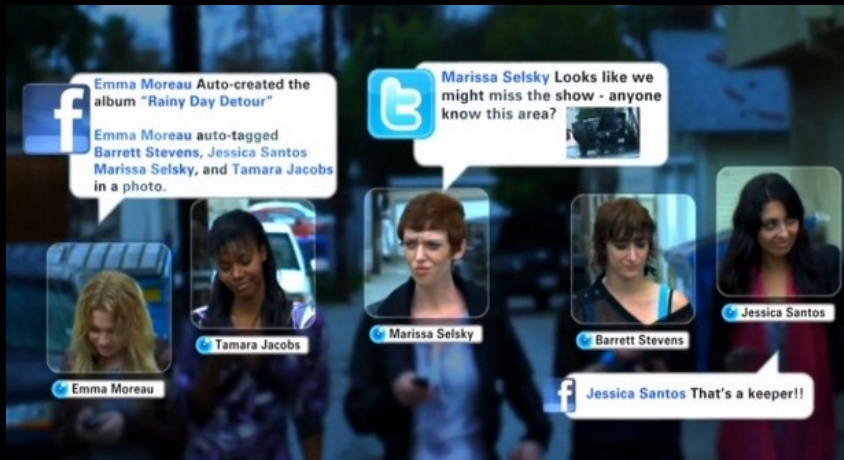 Emma Moreau Auto-created the
album "Rainy Day Detour"
Emma Moreau auto-tagged
Barrett Stevens, Jessica Santos
Marissa Selsky, and Tamara Jacobs
in a photo.
f
t
Marissa Selsky Looks like we
might miss the show - anyone
know this area?
Emma Moreau
Tamara Jacobs
Marissa Selsky
Barrett Stevens
Jessica Santos
f
Jessica Santos That's a keeper!!